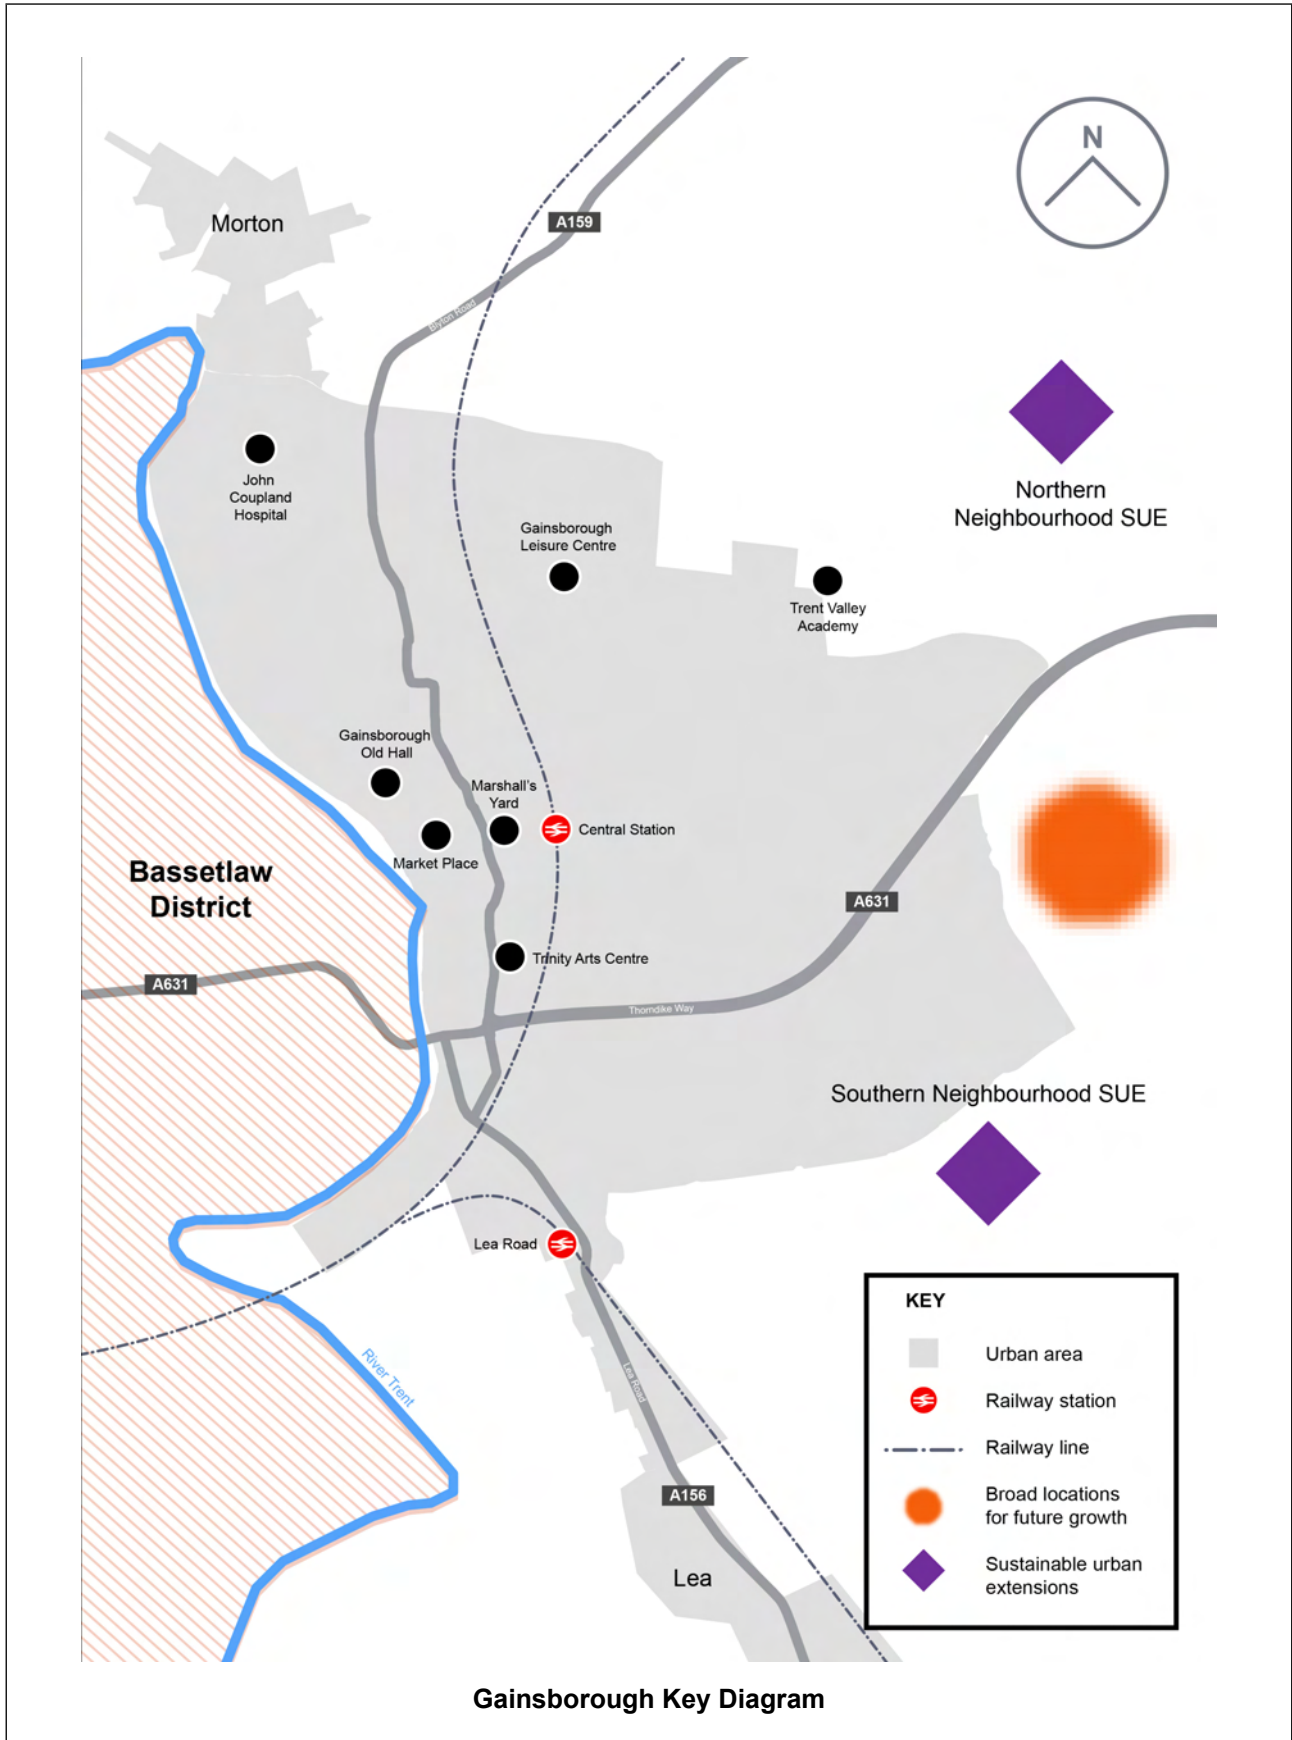 N
Morton
A159
Blyton Road
John
Coupland
Hospital
Northern
Neighbourhood SUE
Gainsborough
Leisure Centre
Trent Valley
Academy
Gainsborough
Old Hall
Marshall's
Yard
Central Station
Market Place
Bassetlaw
District
A631
Trinity Arts Centre
A631
Thorndike Way
Southern Neighbourhood SUE
Lea Road
River Trent
Lea Road
A156
Lea
KEY
Urban area
Railway station
Railway line
Broad locations
for future growth
Sustainable urban
extensions
Gainsborough Key Diagram